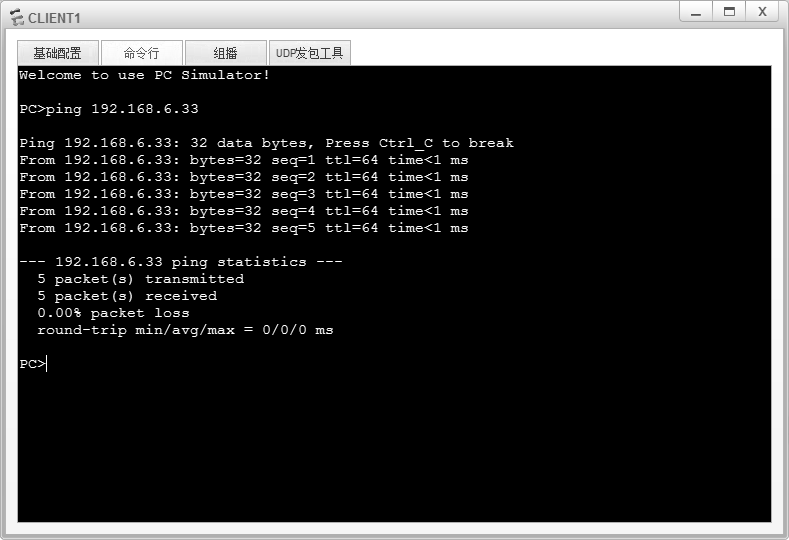 CLIENT1
基础配置 命令行 组播 UDP发包工具
Welcome to use PC Simulator!
PC>ping 192.168.6.33
Ping 192.168.6.33: 32 data bytes, Press Ctrl_C to break
From 192.168.6.33: bytes=32 seq=1 ttl=64 time<1 ms
From 192.168.6.33: bytes=32 seq=2 ttl=64 time<1 ms
From 192.168.6.33: bytes=32 seq=3 ttl=64 time<1 ms
From 192.168.6.33: bytes=32 seq=4 ttl=64 time<1 ms
From 192.168.6.33: bytes=32 seq=5 ttl=64 time<1 ms
--- 192.168.6.33 ping statistics ---
5 packet(s) transmitted
5 packet(s) received
0.00% packet loss
round-trip min/avg/max = 0/0/0 ms
PC>